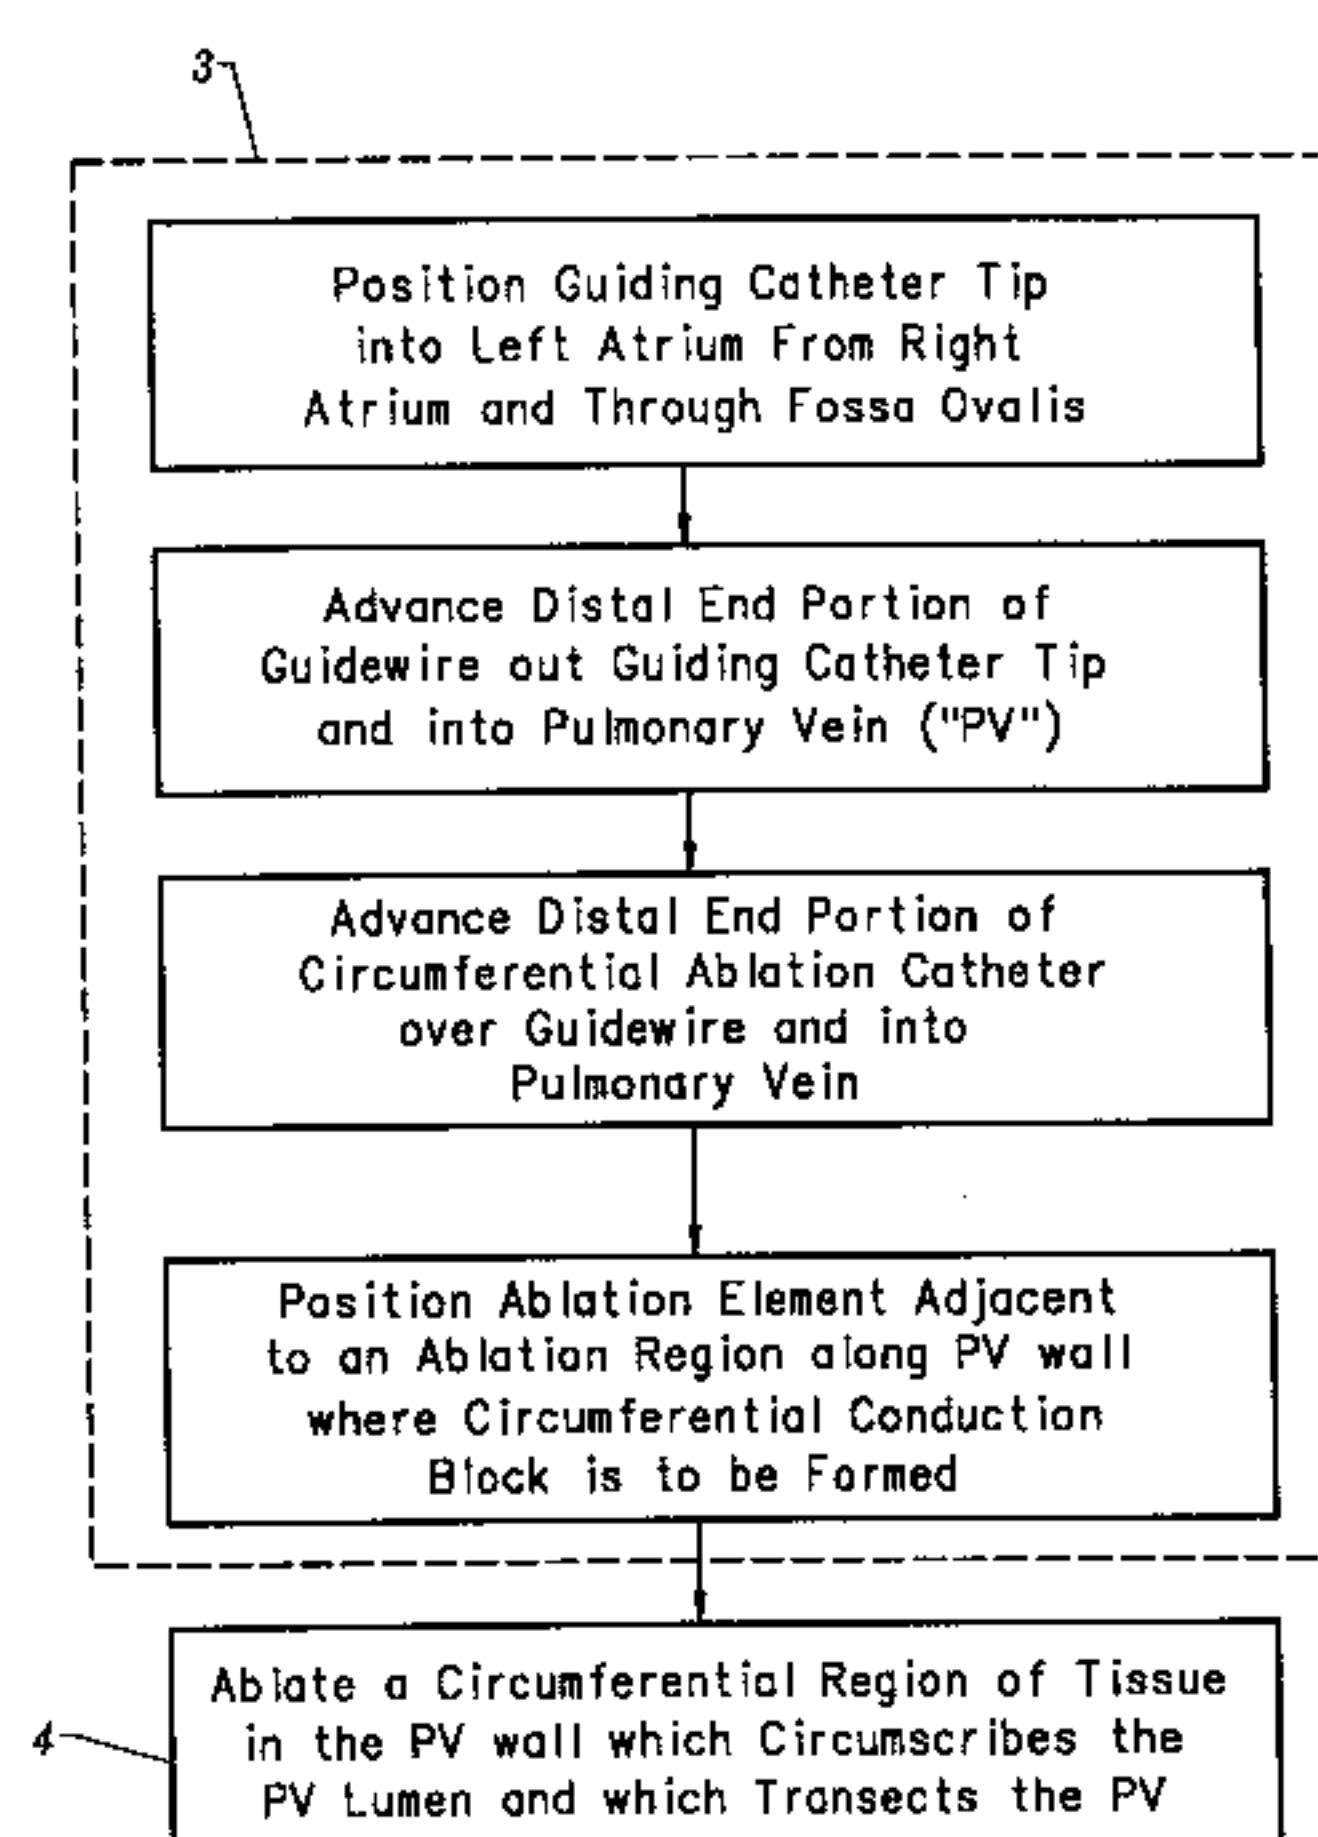 3
Position Guiding Catheter Tip
into Left Atrium From Right
Atrium and Through Fossa Ovalis
Advance Distal End Portion of
Guidewire out Guiding Catheter Tip
and into Pulmonary Vein ("PV")
Advance Distal End Portion of
Circumferential Ablation Catheter
over Guidewire and into
Pulmonary Vein
Position Ablation Element Adjacent
to an Ablation Region along PV wall
where Circumferential Conduction
Block is to be Formed
4
Ablate a Circumferential Region of Tissue
in the PV wall which Circumscribes the
PV Lumen and which Transects the PV